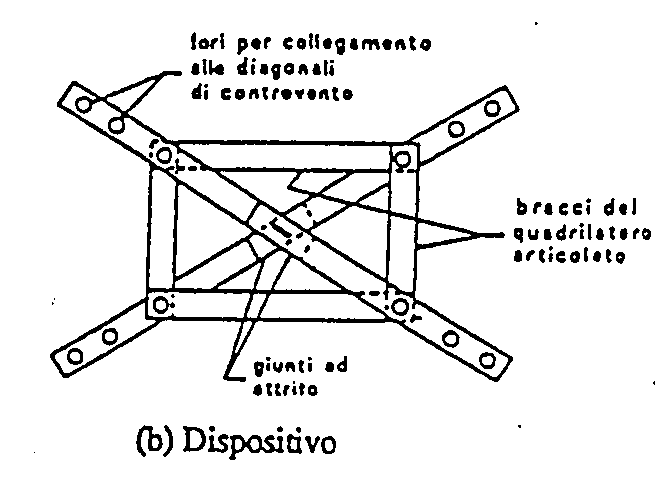 fori per collegamento
alle diagonali
di controvento
bracci del
quadrilatero
articolato
giunti ad
attrito
(b) Dispositivo